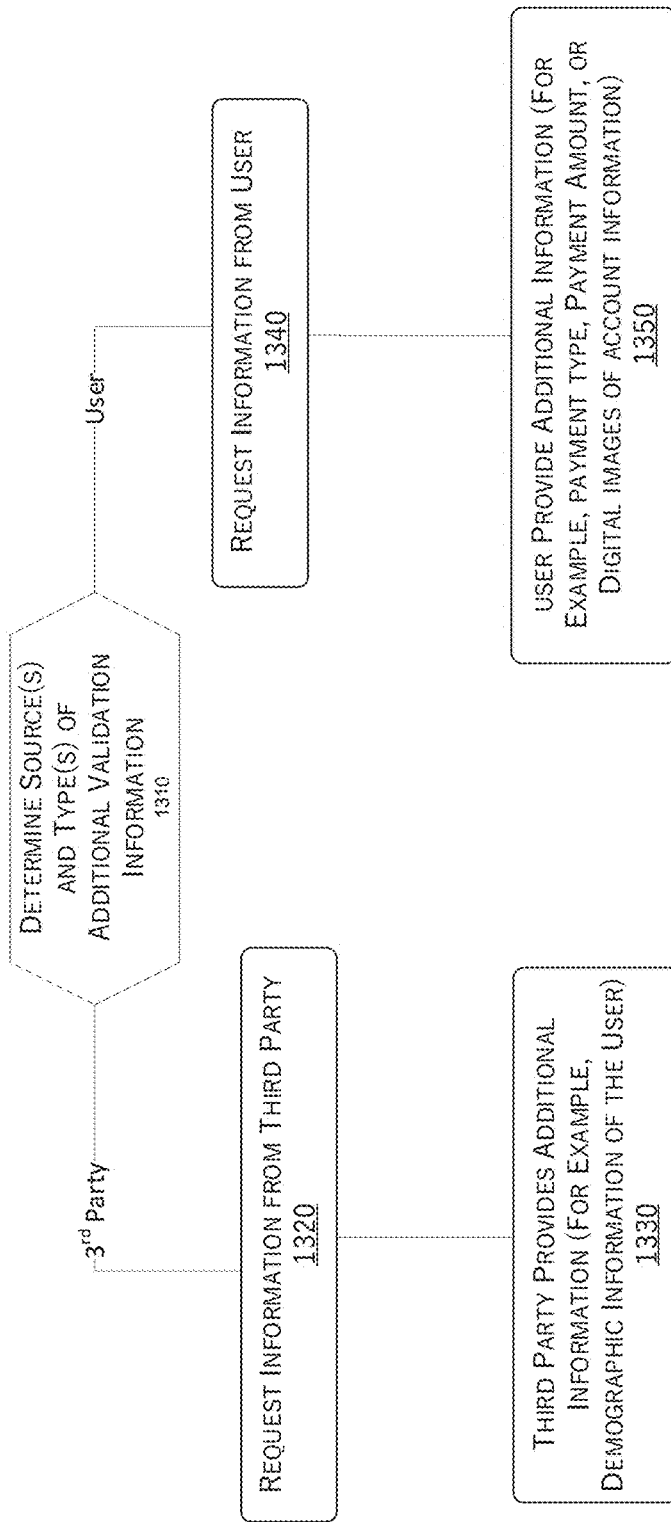 DETERMINE SOURCE(S)
AND TYPE(S) OF
ADDITIONAL VALIDATION
INFORMATION
1310
3rd Party
User
REQUEST INFORMATION FROM THIRD PARTY
1320
REQUEST INFORMATION FROM USER
1340
THIRD PARTY PROVIDES ADDITIONAL
INFORMATION (FOR EXAMPLE,
DEMOGRAPHIC INFORMATION OF THE USER)
1330
USER PROVIDE ADDITIONAL INFORMATION (FOR
EXAMPLE, PAYMENT TYPE, PAYMENT AMOUNT, OR
DIGITAL IMAGES OF ACCOUNT INFORMATION)
1350